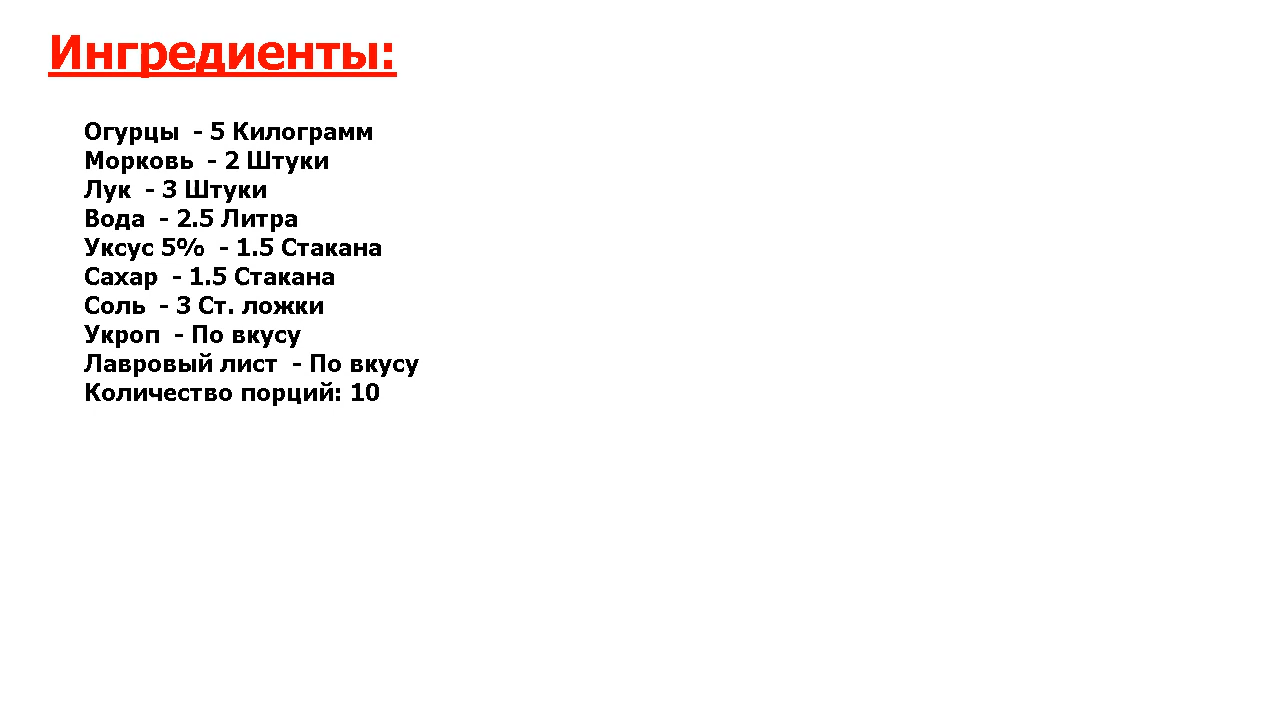 Ингредиенты:
Огурцы  - 5 Килограмм
Морковь  - 2 Штуки
Лук  - 3 Штуки
Вода  - 2.5 Литра
Уксус 5%  - 1.5 Стакана
Сахар  - 1.5 Стакана
Соль  - 3 Ст. ложки
Укроп  - По вкусу
Лавровый лист  - По вкусу
Количество порций: 10